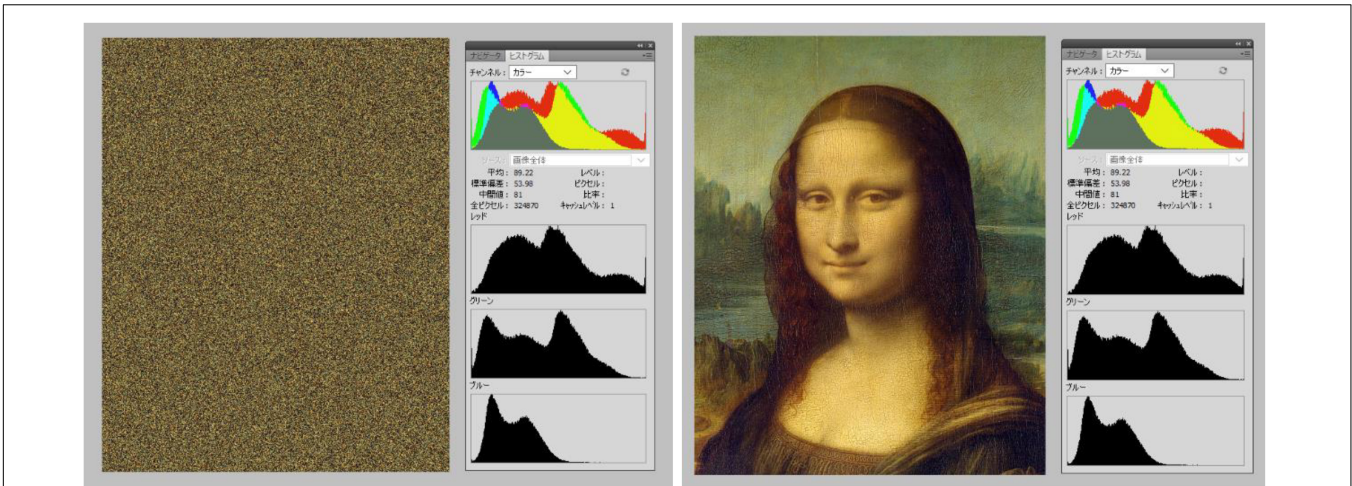 ナビゲータ ヒストグラム
チャンネル： カラー
ソース： 画像全体
平均： 89.22 レベル：
標準偏差： 53.98 ピクセル：
中間値： 81 比率：
全ピクセル： 324870 キャッシュレベル： 1
レッド
グリーン
ブルー
ナビゲータ ヒストグラム
チャンネル： カラー
ソース： 画像全体
平均： 89.22 レベル：
標準偏差： 53.98 ピクセル：
中間値： 81 比率：
全ピクセル： 324870 キャッシュレベル： 1
レッド
グリーン
ブルー